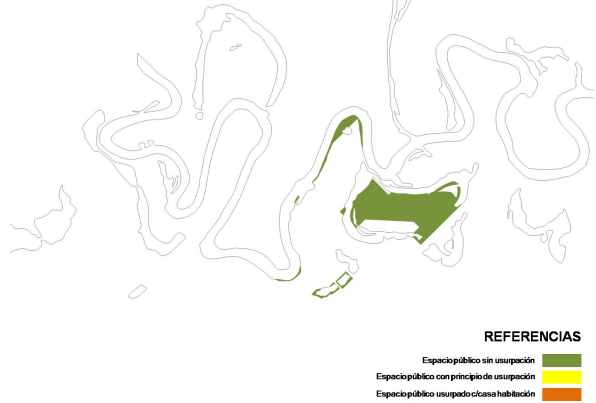 REFERENCIAS
Espacio público sin usurpación
Espacio público con principio de usurpación
Espacio público usurpado c/casa habitación